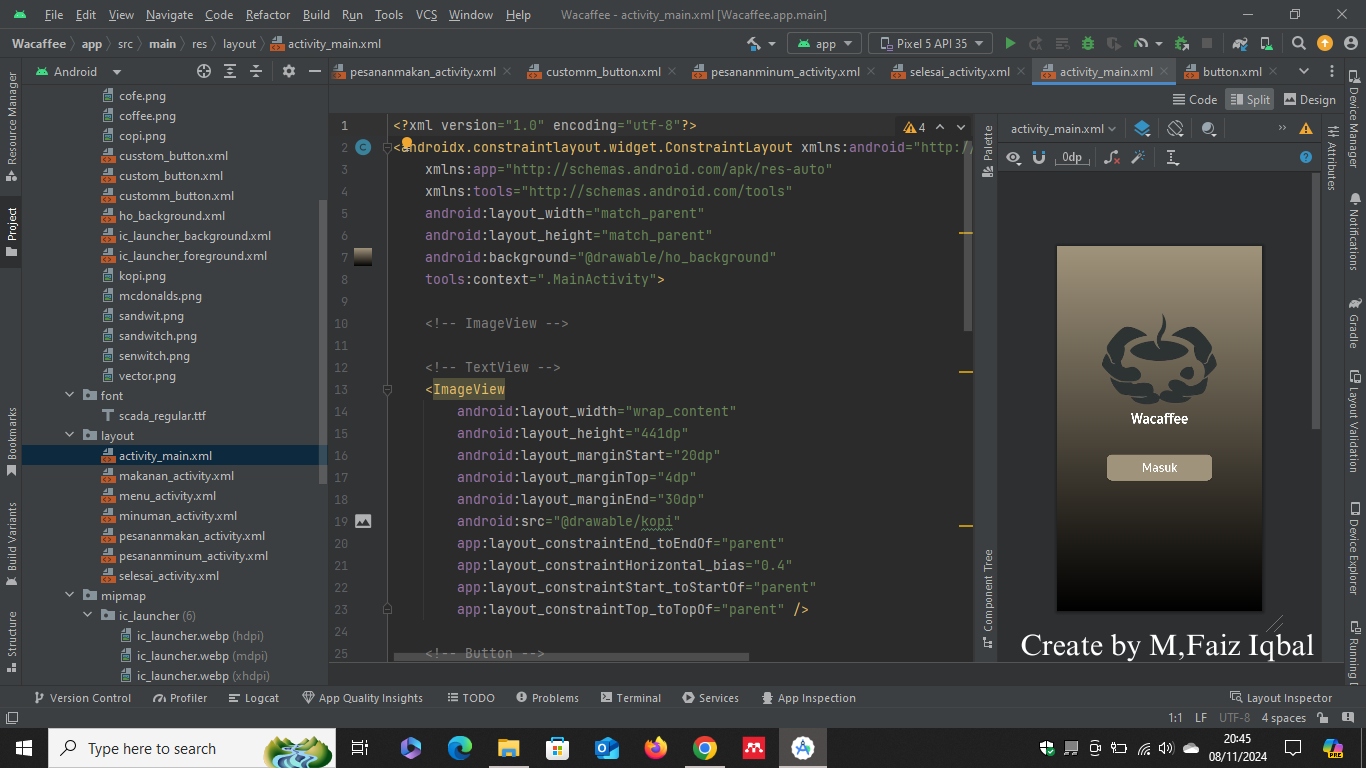 File Edit View Navigate Code Refactor Build Run Tools VCS Window Help Wacaffee - activity_main.xml [Wacaffee.app.main]
Wacaffee app src main res layout activity_main.xml app Pixel 5 API 35
Android pesananmakan_activity.xml customm_button.xml pesananminum_activity.xml selesai_activity.xml activity_main.xml button.xml
Code Split Design
Resource Manager
Project
Bookmarks
Build Variants
Structure
cofe.png
coffee.png
copi.png
cusstom_button.xml
custom_button.xml
customm_button.xml
ho_background.xml
ic_launcher_background.xml
ic_launcher_foreground.xml
kopi.png
mcdonalds.png
sandwit.png
sandwitch.png
senwitch.png
vector.png
font
scada_regular.ttf
layout
activity_main.xml
makanan_activity.xml
menu_activity.xml
minuman_activity.xml
pesananmakan_activity.xml
pesananminum_activity.xml
selesai_activity.xml
mipmap
ic_launcher (6)
ic_launcher.webp (hdpi)
ic_launcher.webp (mdpi)
ic_launcher.webp (xhdpi)
4
1 <?xml version="1.0" encoding="utf-8"?>
2 <androidx.constraintlayout.widget.ConstraintLayout xmlns:android="http:/
3 xmlns:app="http://schemas.android.com/apk/res-auto"
4 xmlns:tools="http://schemas.android.com/tools"
5 android:layout_width="match_parent"
6 android:layout_height="match_parent"
7 android:background="@drawable/ho_background"
8 tools:context=".MainActivity">
9
10 <!-- ImageView -->
11
12 <!-- TextView -->
13 <ImageView
14 android:layout_width="wrap_content"
15 android:layout_height="441dp"
16 android:layout_marginStart="20dp"
17 android:layout_marginTop="4dp"
18 android:layout_marginEnd="30dp"
19 android:src="@drawable/kopi"
20 app:layout_constraintEnd_toEndOf="parent"
21 app:layout_constraintHorizontal_bias="0.4"
22 app:layout_constraintStart_toStartOf="parent"
23 app:layout_constraintTop_toTopOf="parent" />
24
25 <!-- Button -->
Palette
Component Tree
activity_main.xml
0dp
Wacaffee
Masuk
Create by M,Faiz Iqbal
Attributes
Device Manager
Notifications
Gradle
Layout Validation
Device Explorer
Running D
Version Control Profiler Logcat App Quality Insights TODO Problems Terminal Services App Inspection Layout Inspector
1:1 LF UTF-8 4 spaces
Type here to search
20:45
08/11/2024
PRE